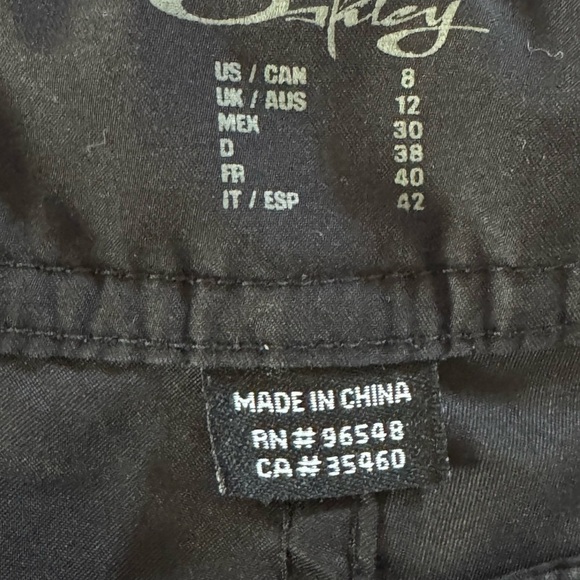 Oakley
US / CAN 8
UK / AUS 12
MEX 30
D 38
FR 40
IT / ESP 42
MADE IN CHINA
RN# 96548
CA# 35460